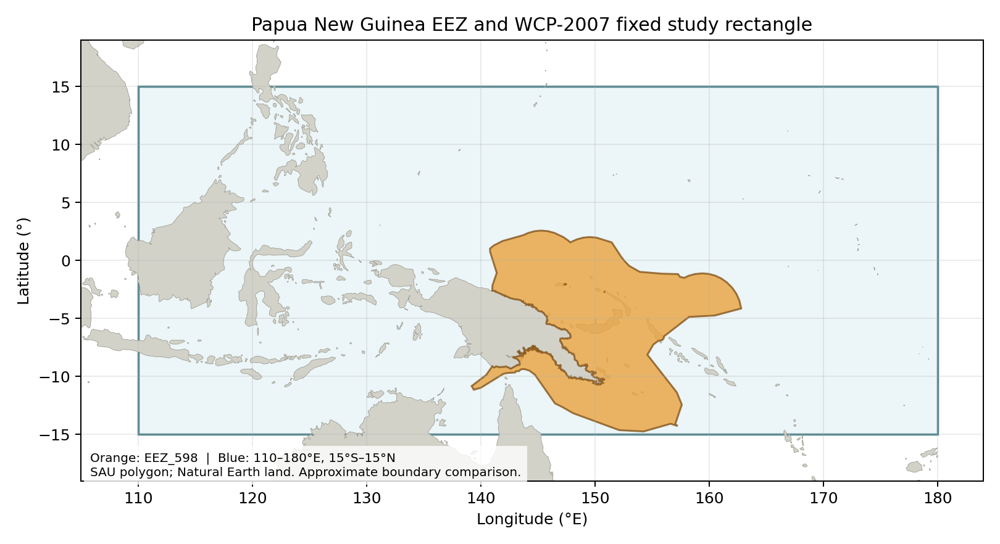 Papua New Guinea EEZ and WCP-2007 fixed study rectangle
Latitude (°)
15
10
5
0
−5
−10
−15
Orange: EEZ_598 | Blue: 110–180°E, 15°S–15°N
SAU polygon; Natural Earth land. Approximate boundary comparison.
110 120 130 140 150 160 170 180
Longitude (°E)